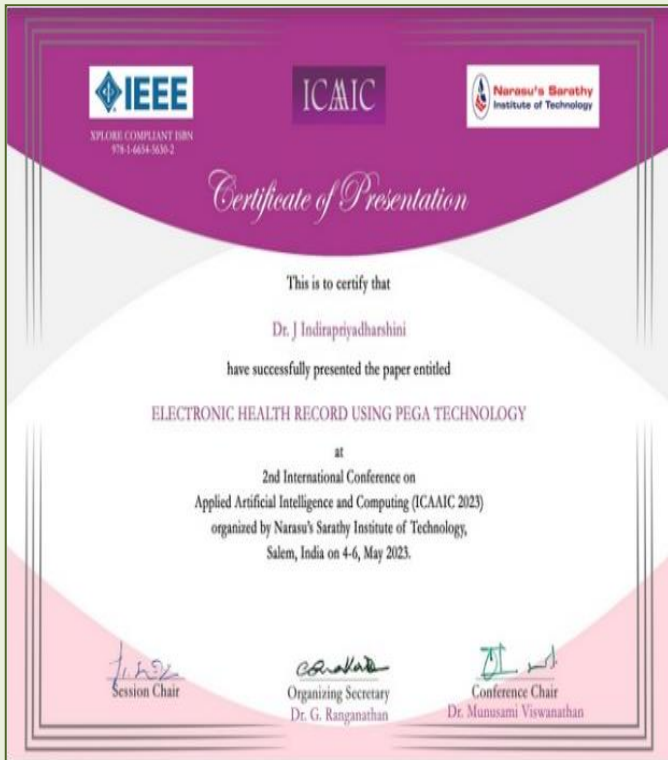 IEEE
XPLORE COMPLIANT ISBN
978-1-6654-5630-2
ICAAIC
Narasu's Sarathy
Institute of Technology
Certificate of Presentation
This is to certify that
Dr. J Indirapriyadharshini
have successfully presented the paper entitled
ELECTRONIC HEALTH RECORD USING PEGA TECHNOLOGY
at
2nd International Conference on
Applied Artificial Intelligence and Computing (ICAAIC 2023)
organized by Narasu's Sarathy Institute of Technology,
Salem, India on 4-6, May 2023.
Session Chair
Organizing Secretary
Dr. G. Ranganathan
Conference Chair
Dr. Munusami Viswanathan